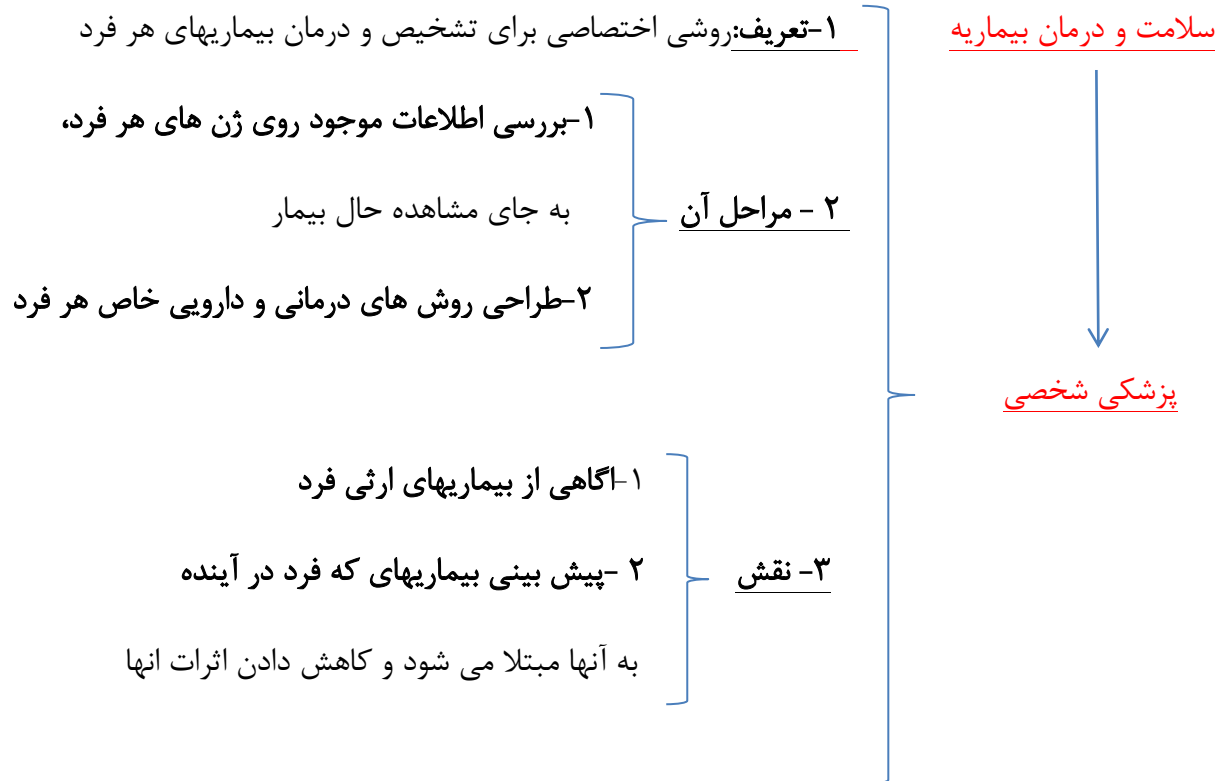 سلامت و درمان بیماریه
۱-تعریف:روشی اختصاصی برای تشخیص و درمان بیماریهای هر فرد
۱-بررسی اطلاعات موجود روی ژن های هر فرد،
۲ - مراحل آن
به جای مشاهده حال بیمار
۲-طراحی روش های درمانی و دارویی خاص هر فرد
پزشکی شخصی
۱-اگاهی از بیماریهای ارثی فرد
۳- نقش
۲ -پیش بینی بیماریهای که فرد در آینده
به آنها مبتلا می شود و کاهش دادن اثرات انها